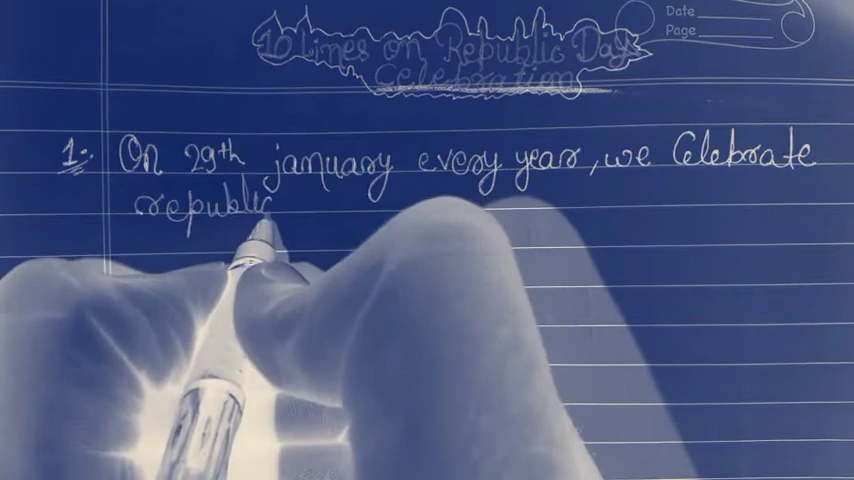 10 Lines on Republic Day
Celebration
Date
Page
1:. On 29th january every year, we Celebrate
republic